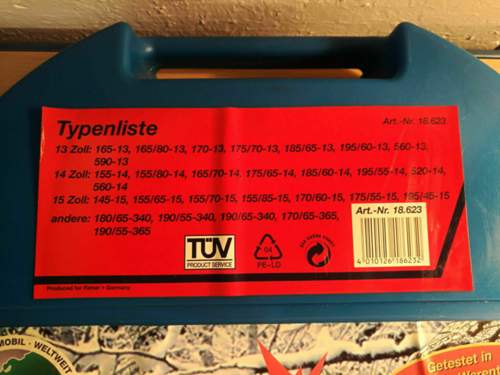 Typenliste
Art.-Nr. 18.623
13 Zoll: 165-13, 165/80-13, 170-13, 175/70-13, 185/65-13, 195/60-13, 560-13,
590-13
14 Zoll: 155-14, 155/80-14, 165/70-14, 175/65-14, 185/60-14, 195/55-14, 520-14,
560-14
15 Zoll: 145-15, 155/65-15, 155/70-15, 155/85-15, 170/60-15, 175/55-15, 195/45-15
andere: 180/65-340, 190/55-340, 190/65-340, 170/65-365,
190/55-365
Art.-Nr. 18.623
TÜV
PRODUCT SERVICE
04
PE-LD
4 010126 186232
Produced for Filmer • Germany
MOBIL · WELTWEIT
Getestet in